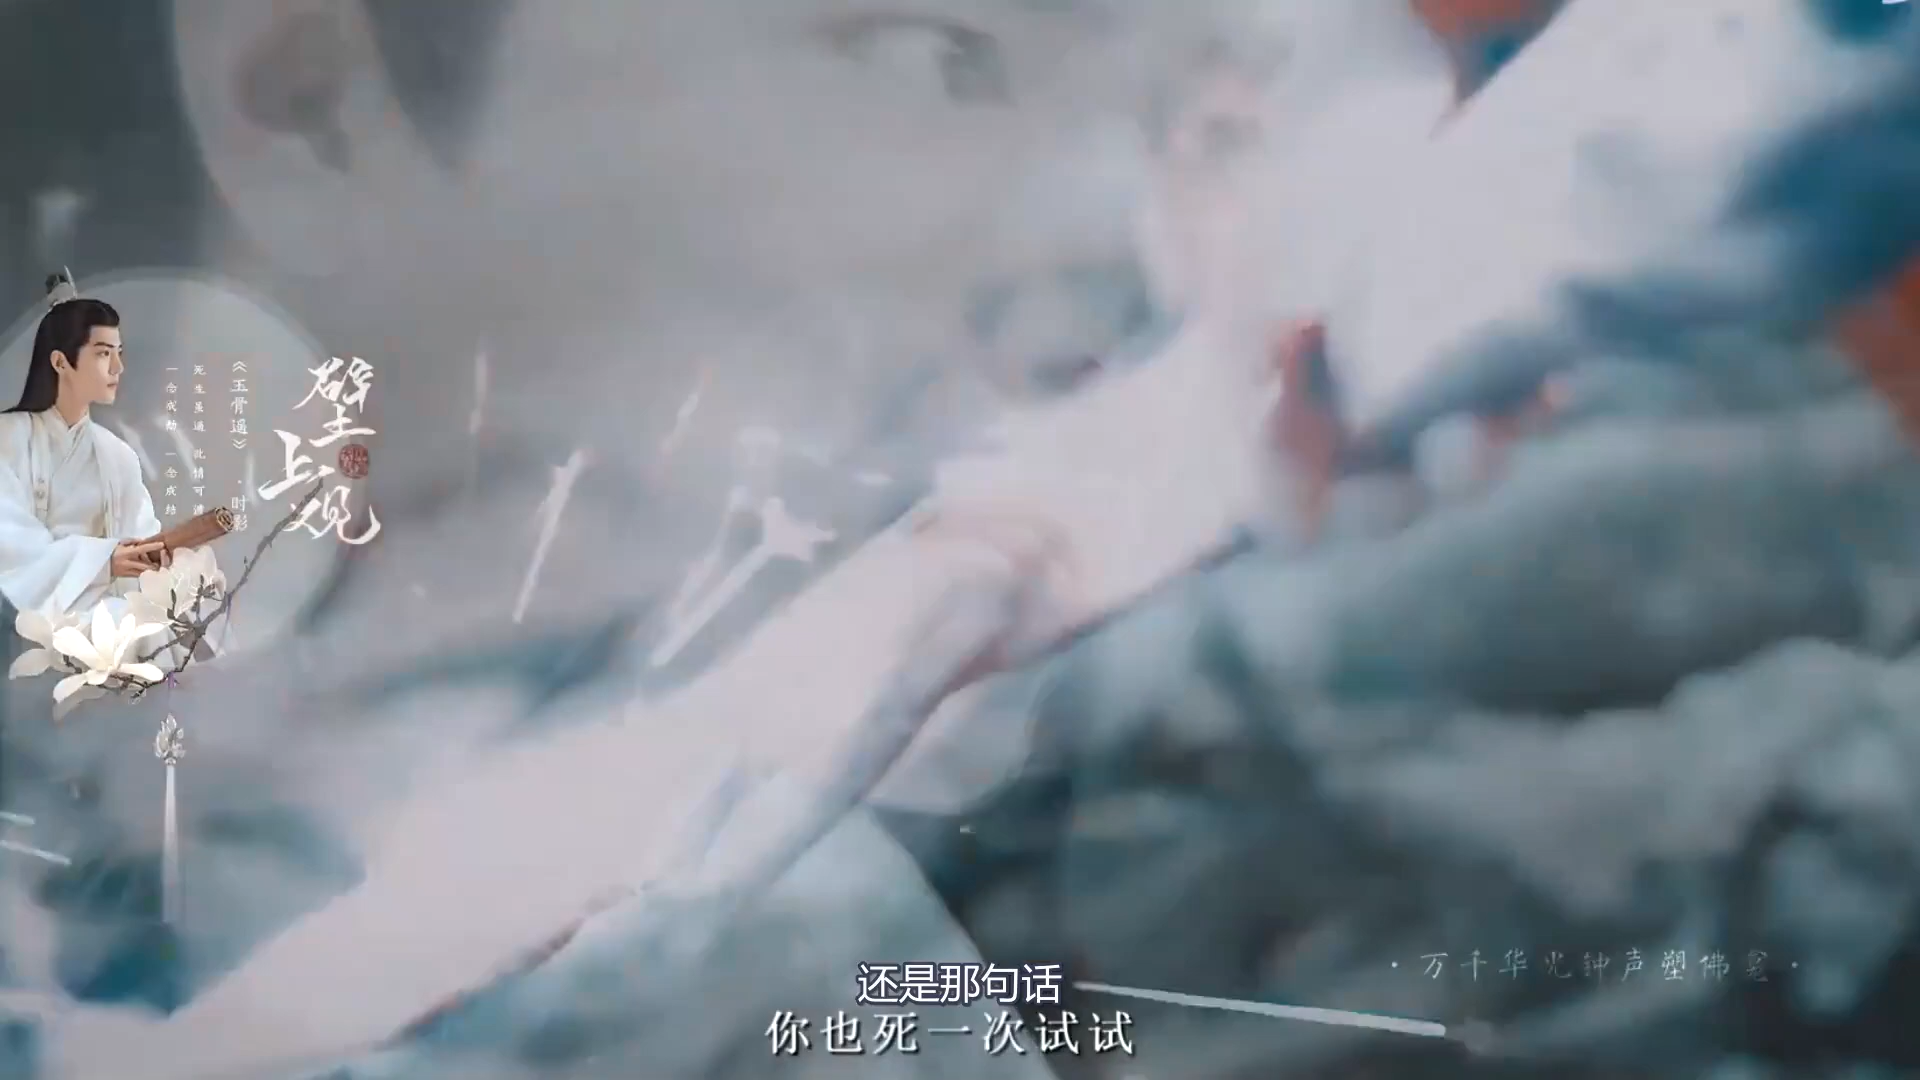 壁上观
《玉骨遥》·时影
死生虽遥 此情可渡
一念成劫 一念成结
·万千华光钟声塑佛冕·
还是那句话
你也死一次试试